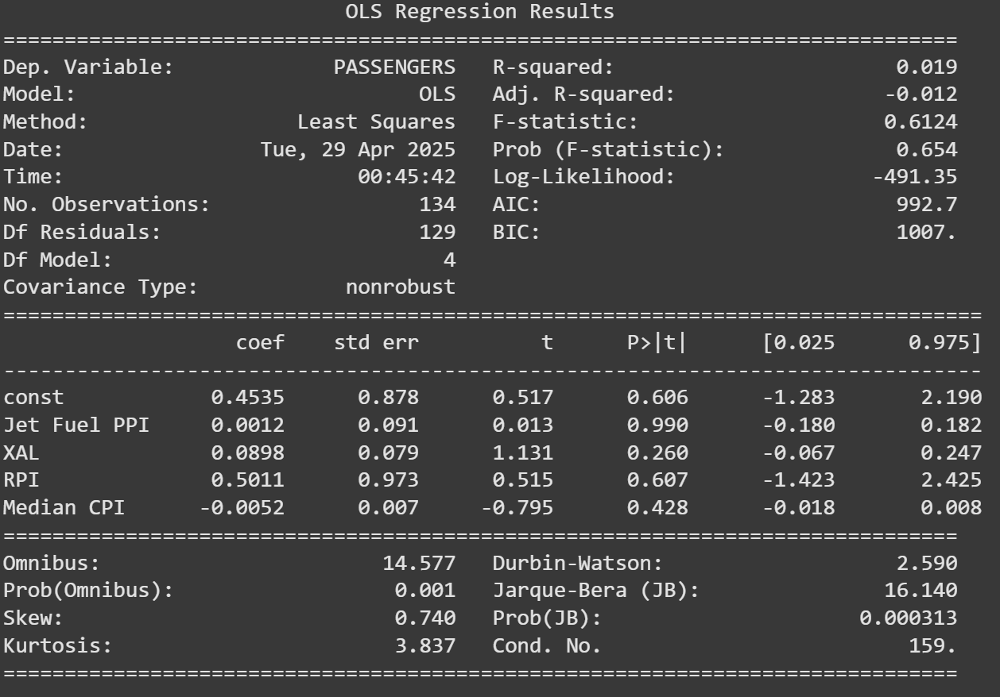 OLS Regression Results
==============================================================================
Dep. Variable:             PASSENGERS   R-squared:                       0.019
Model:                            OLS   Adj. R-squared:                 -0.012
Method:                 Least Squares   F-statistic:                    0.6124
Date:                Tue, 29 Apr 2025   Prob (F-statistic):              0.654
Time:                        00:45:42   Log-Likelihood:                -491.35
No. Observations:                 134   AIC:                             992.7
Df Residuals:                     129   BIC:                             1007.
Df Model:                           4
Covariance Type:            nonrobust
================================================================================
                   coef    std err          t      P>|t|      [0.025      0.975]
--------------------------------------------------------------------------------
const            0.4535      0.878      0.517      0.606      -1.283       2.190
Jet Fuel PPI     0.0012      0.091      0.013      0.990      -0.180       0.182
XAL              0.0898      0.079      1.131      0.260      -0.067       0.247
RPI              0.5011      0.973      0.515      0.607      -1.423       2.425
Median CPI      -0.0052      0.007     -0.795      0.428      -0.018       0.008
==============================================================================
Omnibus:                       14.577   Durbin-Watson:                   2.590
Prob(Omnibus):                  0.001   Jarque-Bera (JB):               16.140
Skew:                           0.740   Prob(JB):                     0.000313
Kurtosis:                       3.837   Cond. No.                         159.
==============================================================================